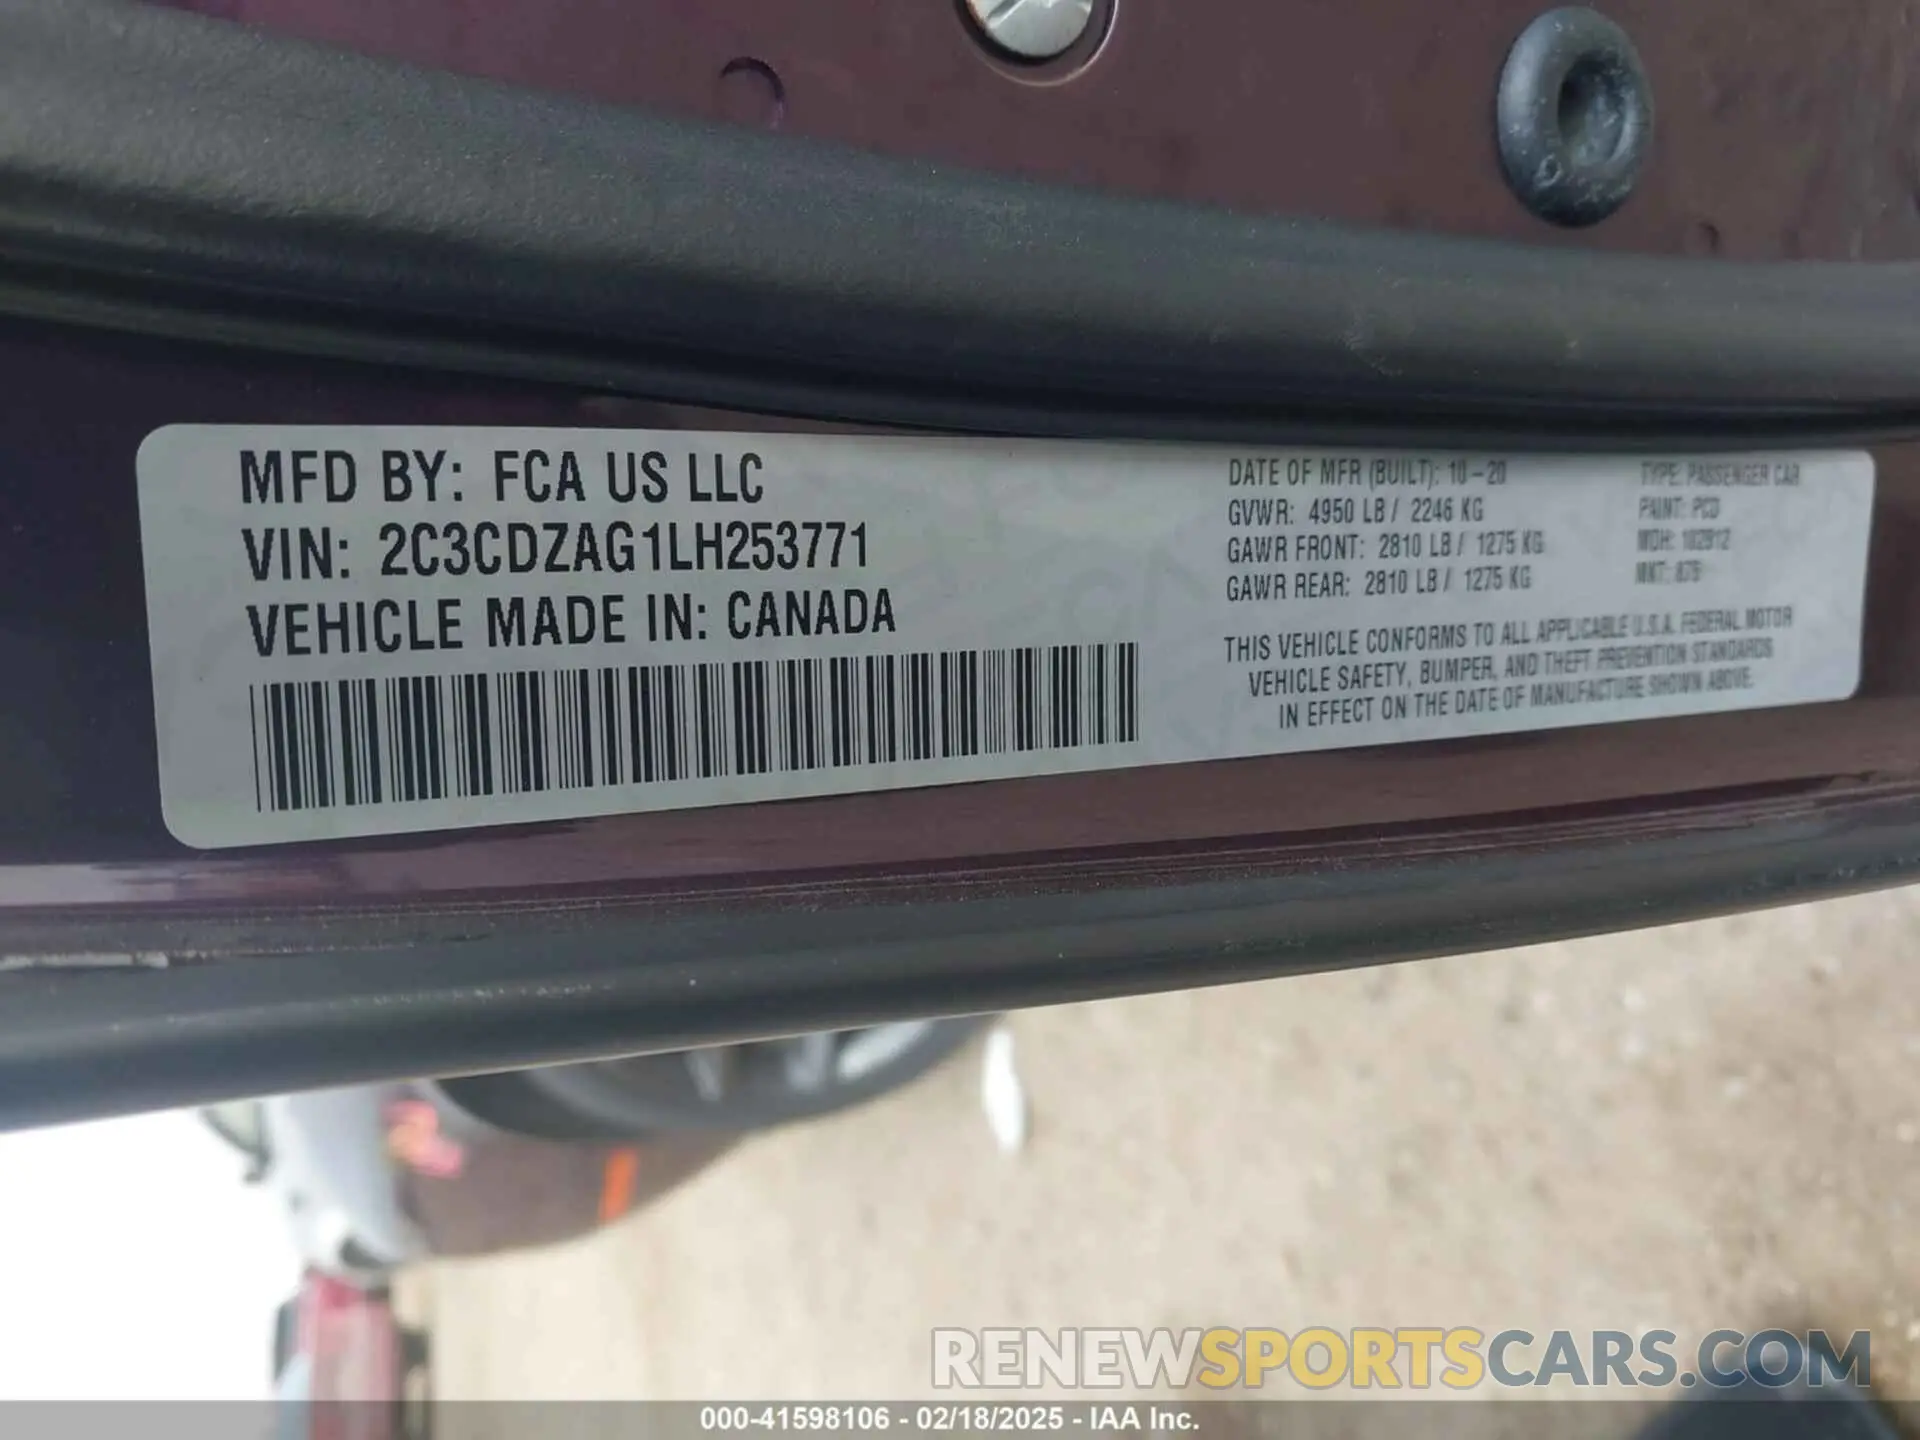 MFD BY: FCA US LLC
VIN: 2C3CDZAG1LH253771
VEHICLE MADE IN: CANADA
DATE OF MFR (BUILT): 10-20
GVWR: 4950 LB / 2246 KG
GAWR FRONT: 2810 LB / 1275 KG
GAWR REAR: 2810 LB / 1275 KG
TYPE: PASSENGER CAR
PAINT: PCD
MDH: 102812
MKT: 
THIS VEHICLE CONFORMS TO ALL APPLICABLE U.S.A. FEDERAL MOTOR
VEHICLE SAFETY, BUMPER, AND THEFT PREVENTION STANDARDS
IN EFFECT ON THE DATE OF MANUFACTURE SHOWN ABOVE.
RENEWSPORTSCARS.COM
000-41598106 - 02/18/2025 - IAA Inc.